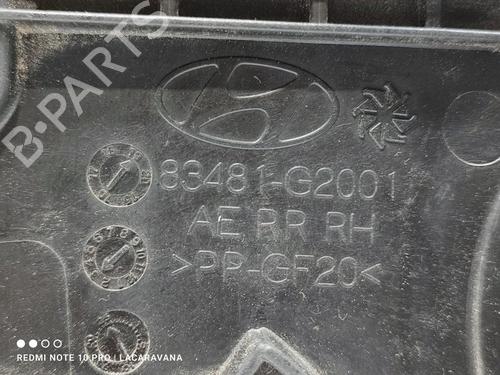 B-PARTS
83481-G2001
AE RR RH
>PP-GF20<
REDMI NOTE 10 PRO | LACARAVANA